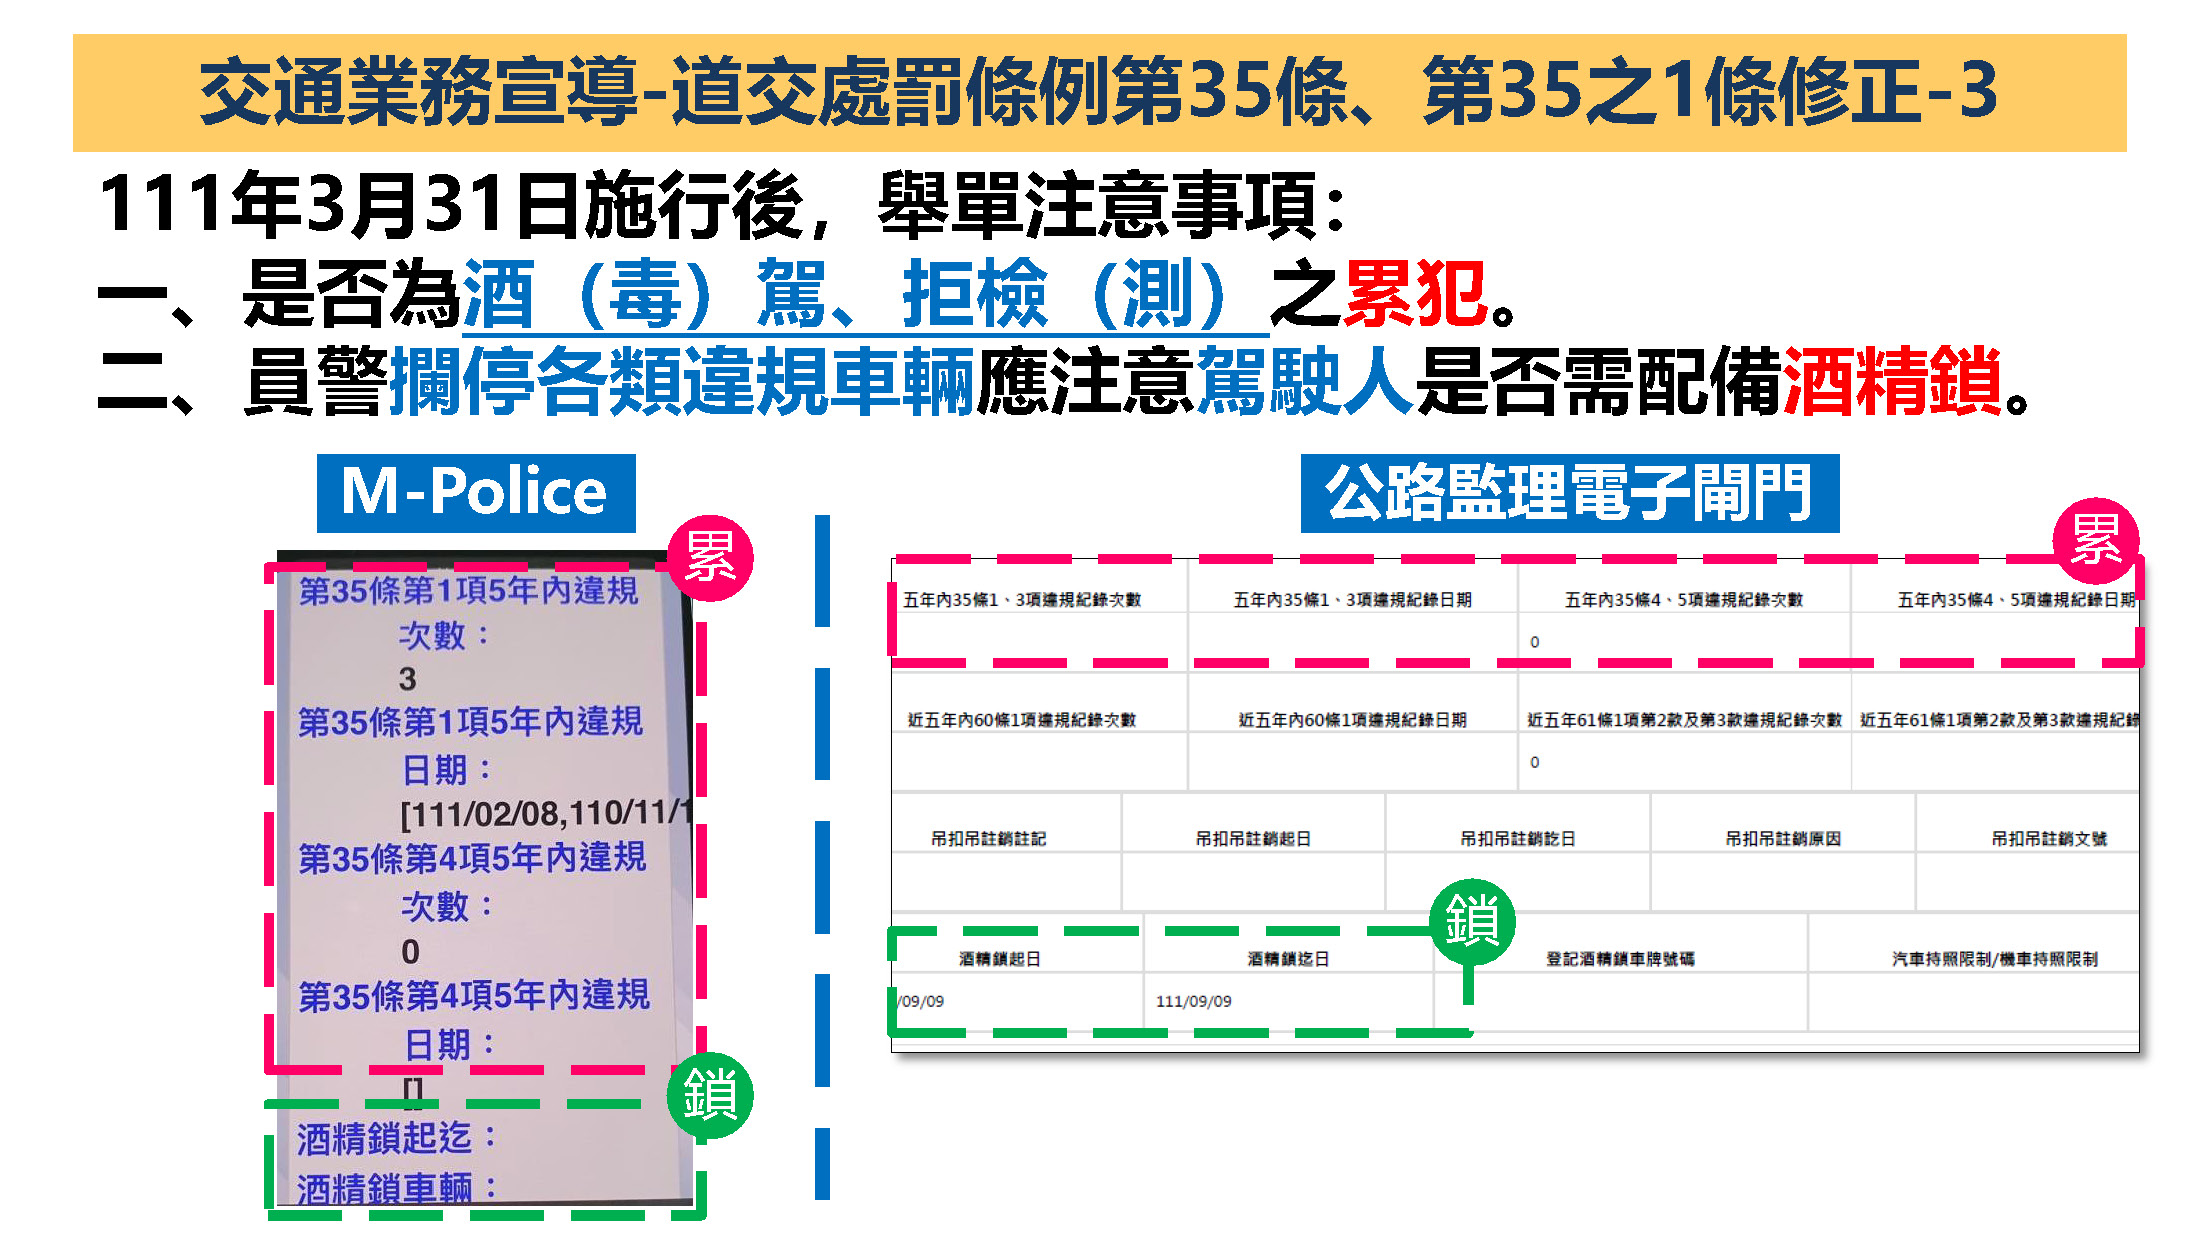 交通業務宣導-道交處罰條例第35條、第35之1條修正-3
111年3月31日施行後，舉單注意事項：
一、是否為酒（毒）駕、拒檢（測）之累犯。
二、員警攔停各類違規車輛應注意駕駛人是否需配備酒精鎖。
M-Police
累
第35條第1項5年內違規
次數：
3
第35條第1項5年內違規
日期：
[111/02/08,110/11/1
第35條第4項5年內違規
次數：
0
第35條第4項5年內違規
日期：
[]
鎖
酒精鎖起迄：
酒精鎖車輛：
公路監理電子閘門
累
五年內35條1、3項違規紀錄次數 五年內35條1、3項違規紀錄日期 五年內35條4、5項違規紀錄次數 五年內35條4、5項違規紀錄日期
0
近五年內60條1項違規紀錄次數 近五年內60條1項違規紀錄日期 近五年61條1項第2款及第3款違規紀錄次數 近五年61條1項第2款及第3款違規紀錄
0
吊扣吊註銷註記 吊扣吊註銷起日 吊扣吊註銷訖日 吊扣吊註銷原因 吊扣吊註銷文號
鎖
酒精鎖起日 酒精鎖迄日 登記酒精鎖車牌號碼 汽車持照限制/機車持照限制
/09/09 111/09/09